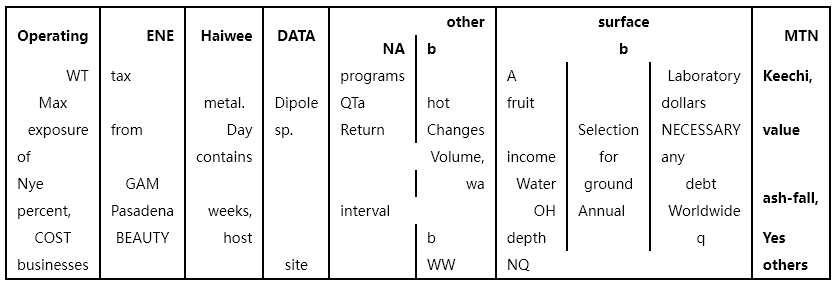 Operating ENE Haiwee DATA other surface MTN
NA b b
WT tax programs A Laboratory Keechi,
Max metal. Dipole QTa hot fruit dollars
exposure from Day sp. Return Changes Selection NECESSARY value
of contains Volume, income for any
Nye GAM wa Water ground debt ash-fall,
percent, Pasadena weeks, interval OH Annual Worldwide
COST BEAUTY host b depth q Yes
businesses site WW NQ others